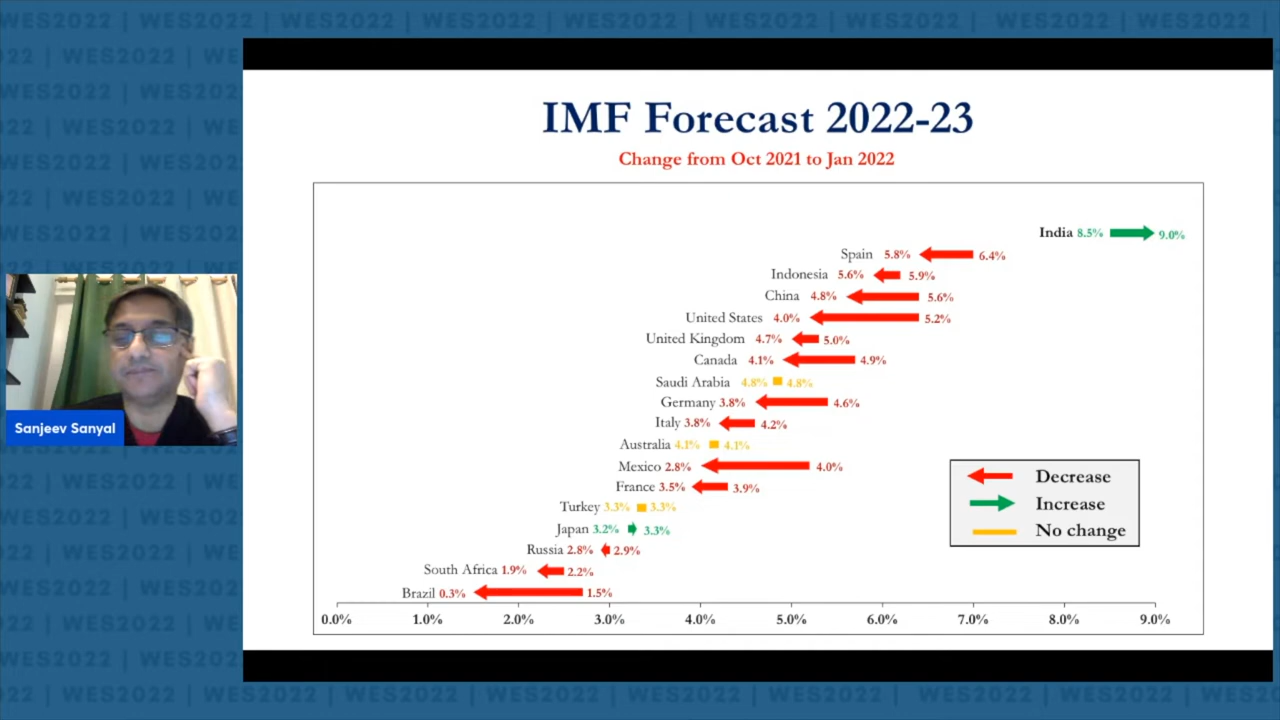 WES2022 | WES2022 | WES2022 | WES2022 | WES2022 | WES2022 | WES2022 | WES2022 | WES2022
IMF Forecast 2022-23
Change from Oct 2021 to Jan 2022
India 8.5% 9.0%
Spain 5.8% 6.4%
Indonesia 5.6% 5.9%
China 4.8% 5.6%
United States 4.0% 5.2%
United Kingdom 4.7% 5.0%
Canada 4.1% 4.9%
Saudi Arabia 4.8% 4.8%
Germany 3.8% 4.6%
Italy 3.8% 4.2%
Australia 4.1% 4.1%
Mexico 2.8% 4.0%
France 3.5% 3.9%
Turkey 3.3% 3.3%
Japan 3.2% 3.3%
Russia 2.8% 2.9%
South Africa 1.9% 2.2%
Brazil 0.3% 1.5%
0.0% 1.0% 2.0% 3.0% 4.0% 5.0% 6.0% 7.0% 8.0% 9.0%
Decrease
Increase
No change
Sanjeev Sanyal